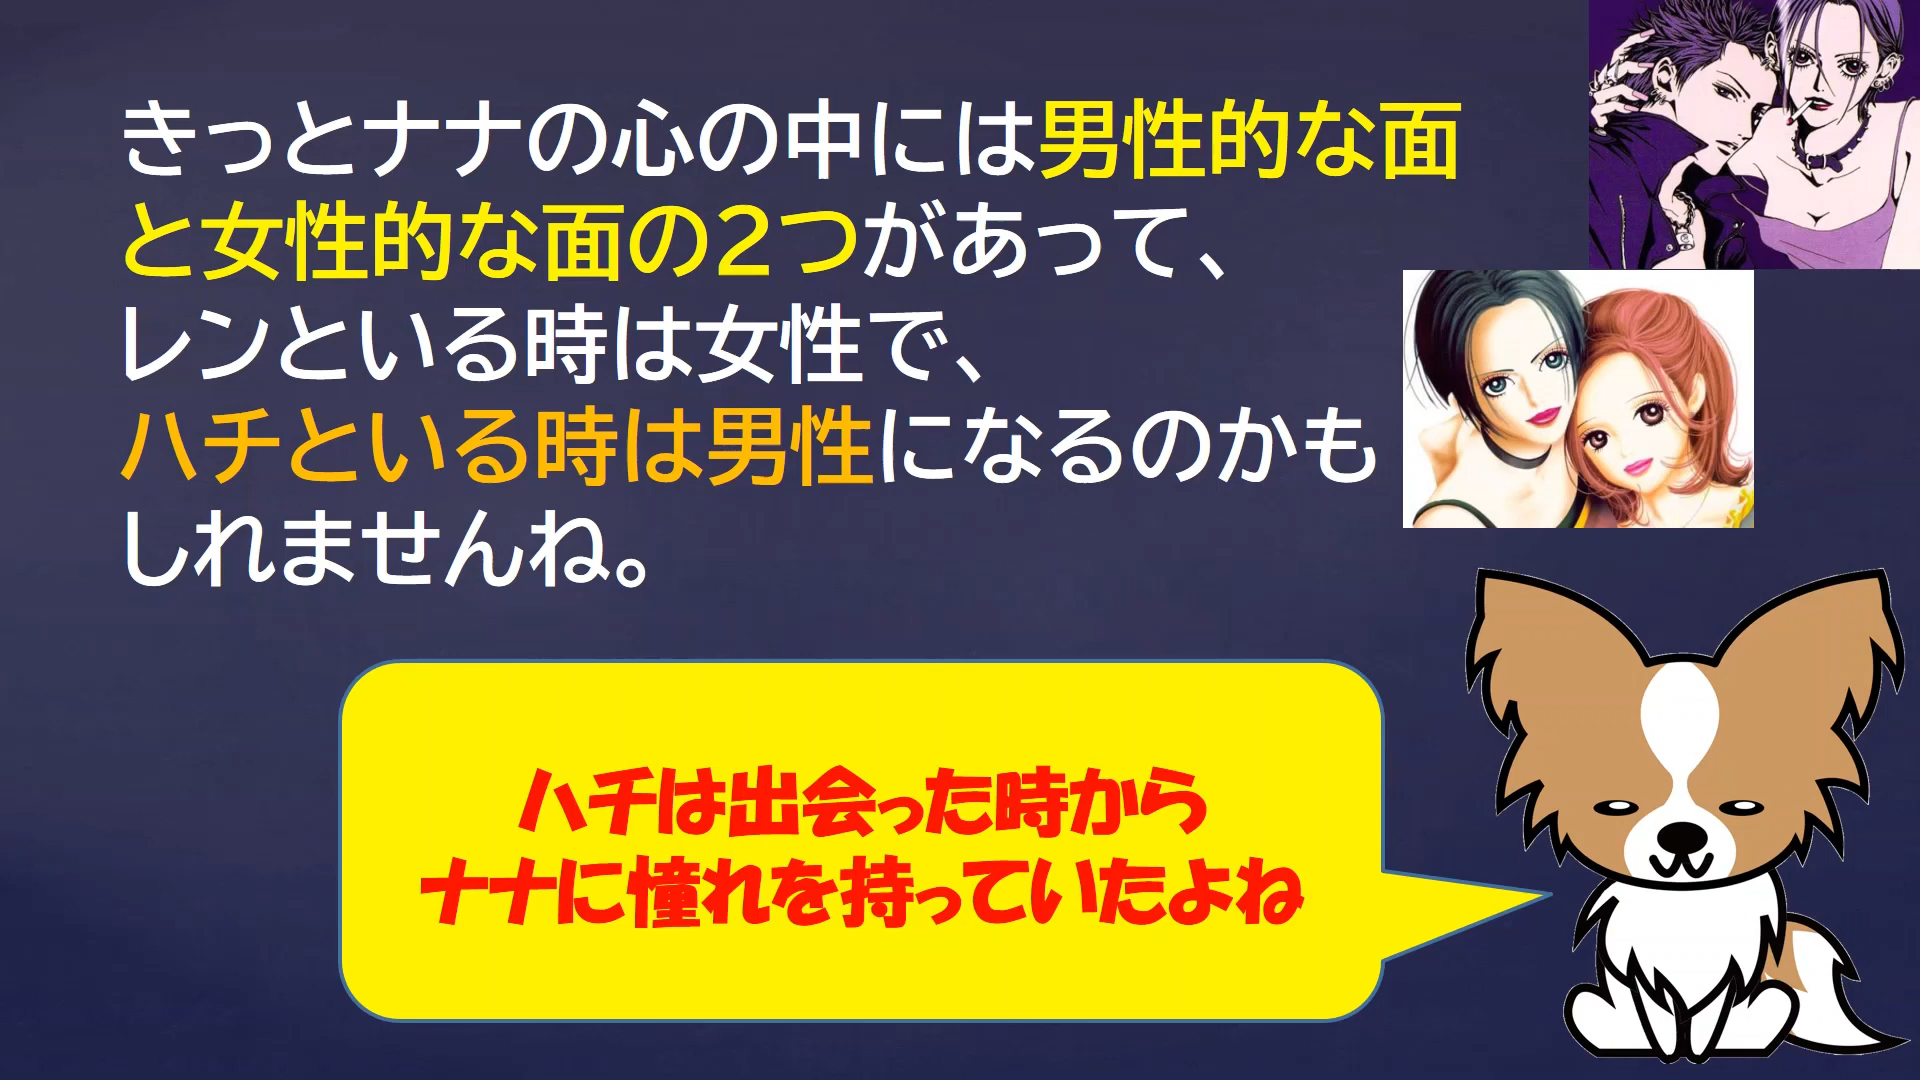 きっとナナの心の中には男性的な面
と女性的な面の2つがあって、
レンといる時は女性で、
ハチといる時は男性になるのかも
しれませんね。
ハチは出会った時から
ナナに憧れを持っていたよね